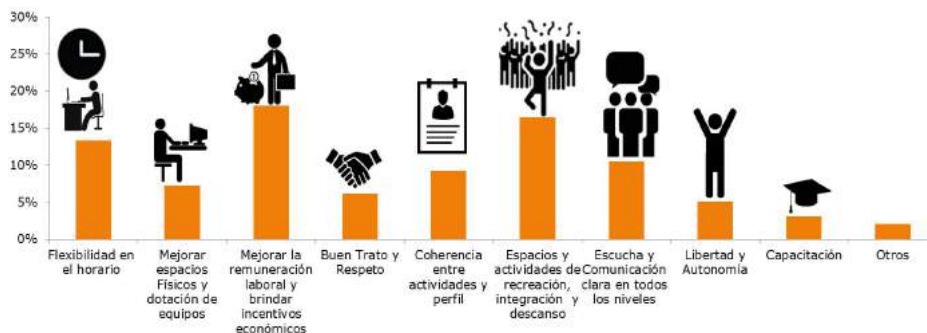 30%
25%
20%
15%
10%
5%
0%
Flexibilidad en
el horario
Mejorar
espacios
Físicos y
dotación de
equipos
Mejorar la
remuneración
laboral y
brindar
incentivos
económicos
Buen Trato y
Respeto
Coherencia
entre
actividades y
perfil
Espacios y
actividades de
recreación,
integración y
descanso
Escucha y
Comunicación
clara en todos
los niveles
Libertad y
Autonomía
Capacitación
Otros